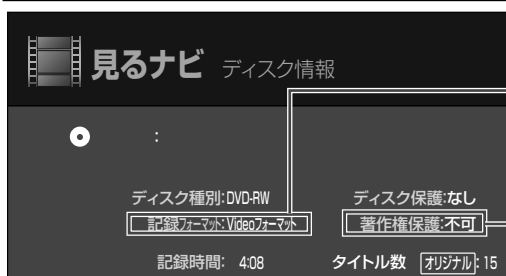 見るナビ ディスク情報
:
ディスク種別:DVD-RW ディスク保護:なし
記録フォーマット:Videoフォーマット 著作権保護:不可
記録時間: 4:08 タイトル数 オリジナル: 15